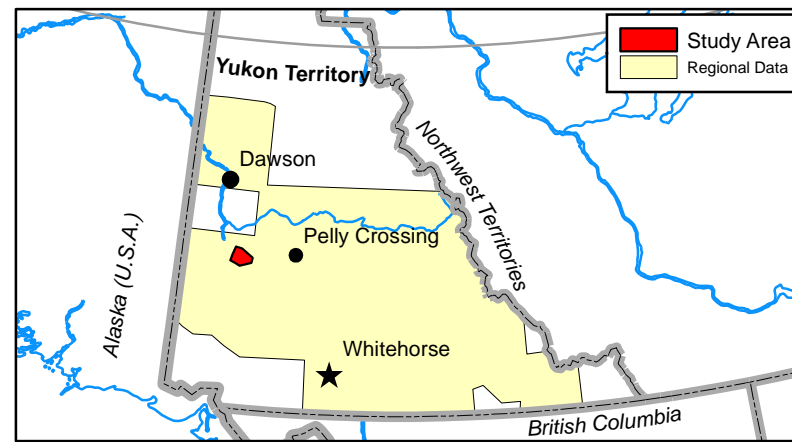 Study Area
Regional Data
Yukon Territory
Northwest Territories
Dawson
Pelly Crossing
Alaska (U.S.A.)
Whitehorse
British Columbia